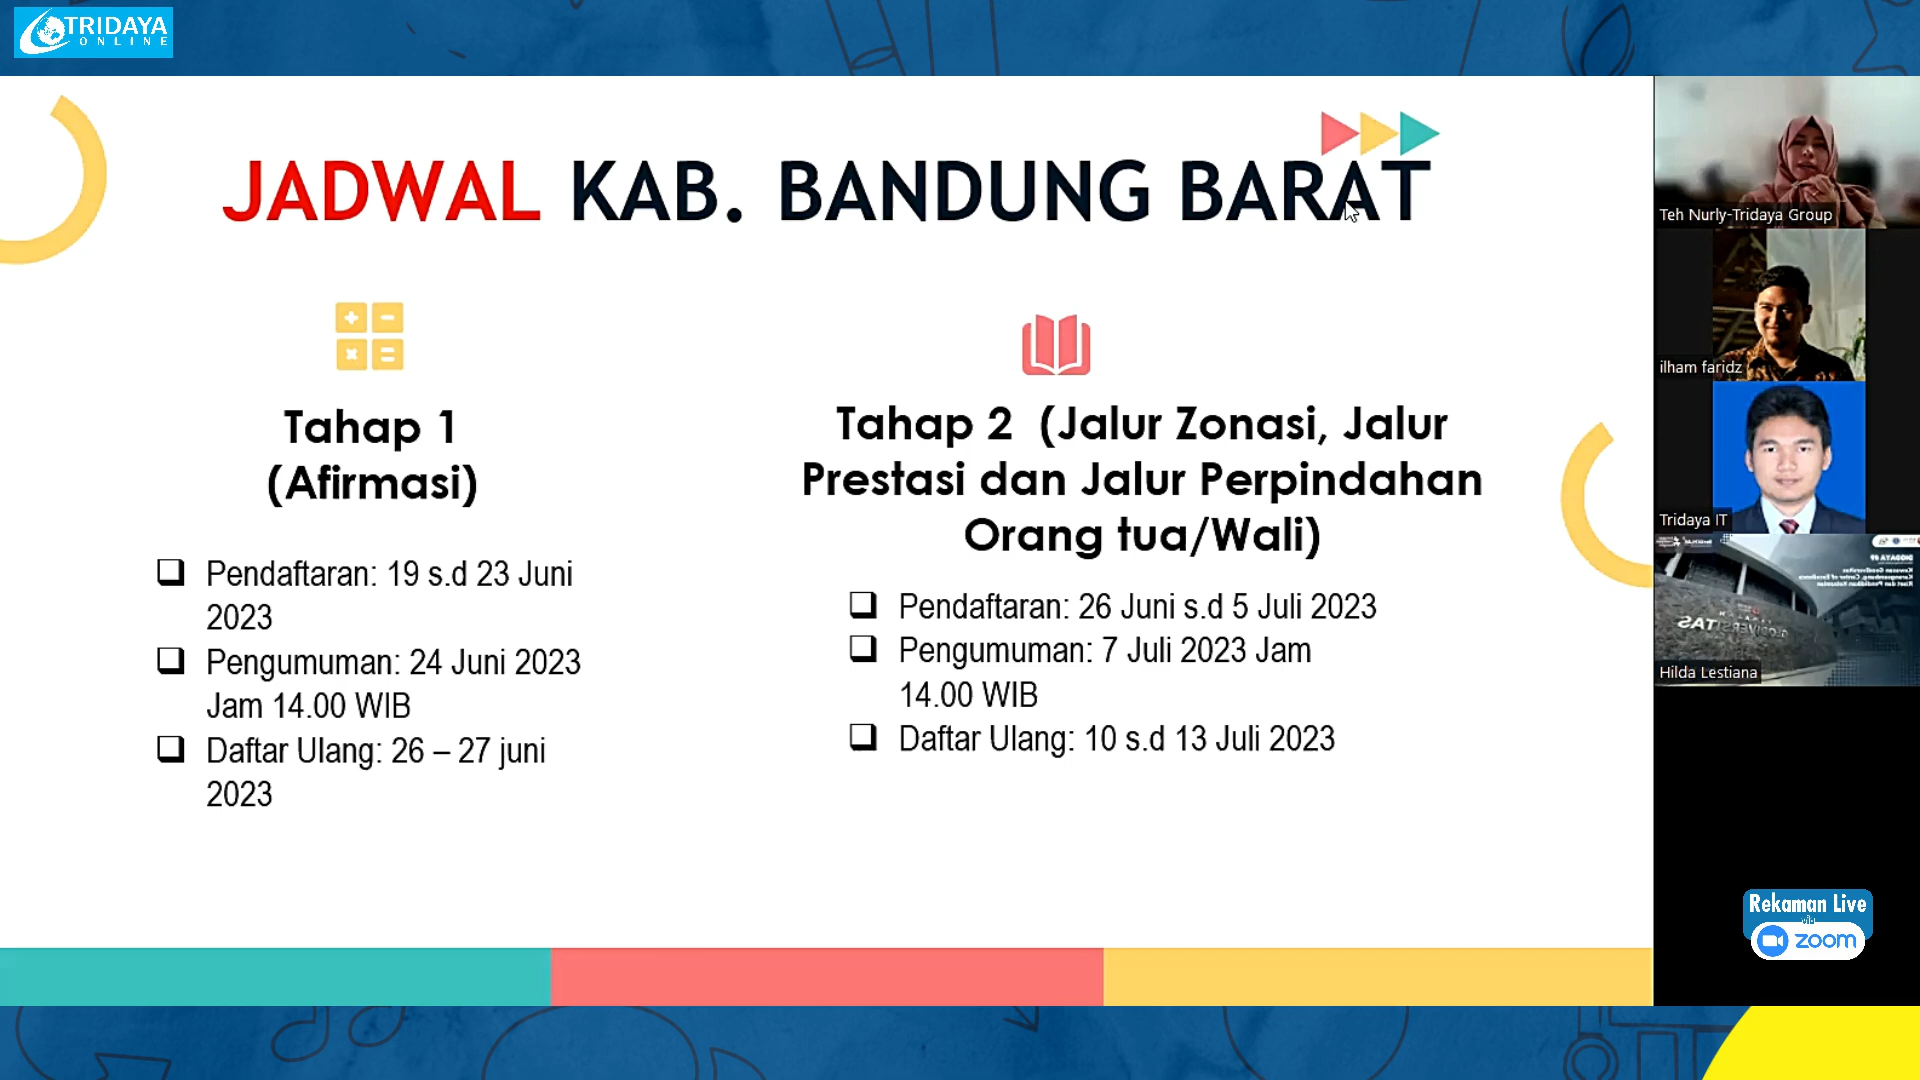 TRIDAYA
ONLINE
JADWAL KAB. BANDUNG BARAT
Tahap 1
(Afirmasi)
Pendaftaran: 19 s.d 23 Juni
2023
Pengumuman: 24 Juni 2023
Jam 14.00 WIB
Daftar Ulang: 26 – 27 juni
2023
Tahap 2 (Jalur Zonasi, Jalur
Prestasi dan Jalur Perpindahan
Orang tua/Wali)
Pendaftaran: 26 Juni s.d 5 Juli 2023
Pengumuman: 7 Juli 2023 Jam
14.00 WIB
Daftar Ulang: 10 s.d 13 Juli 2023
Teh Nurly-Tridaya Group
ilham faridz
Tridaya IT
Hilda Lestiana
Rekaman Live
via
zoom